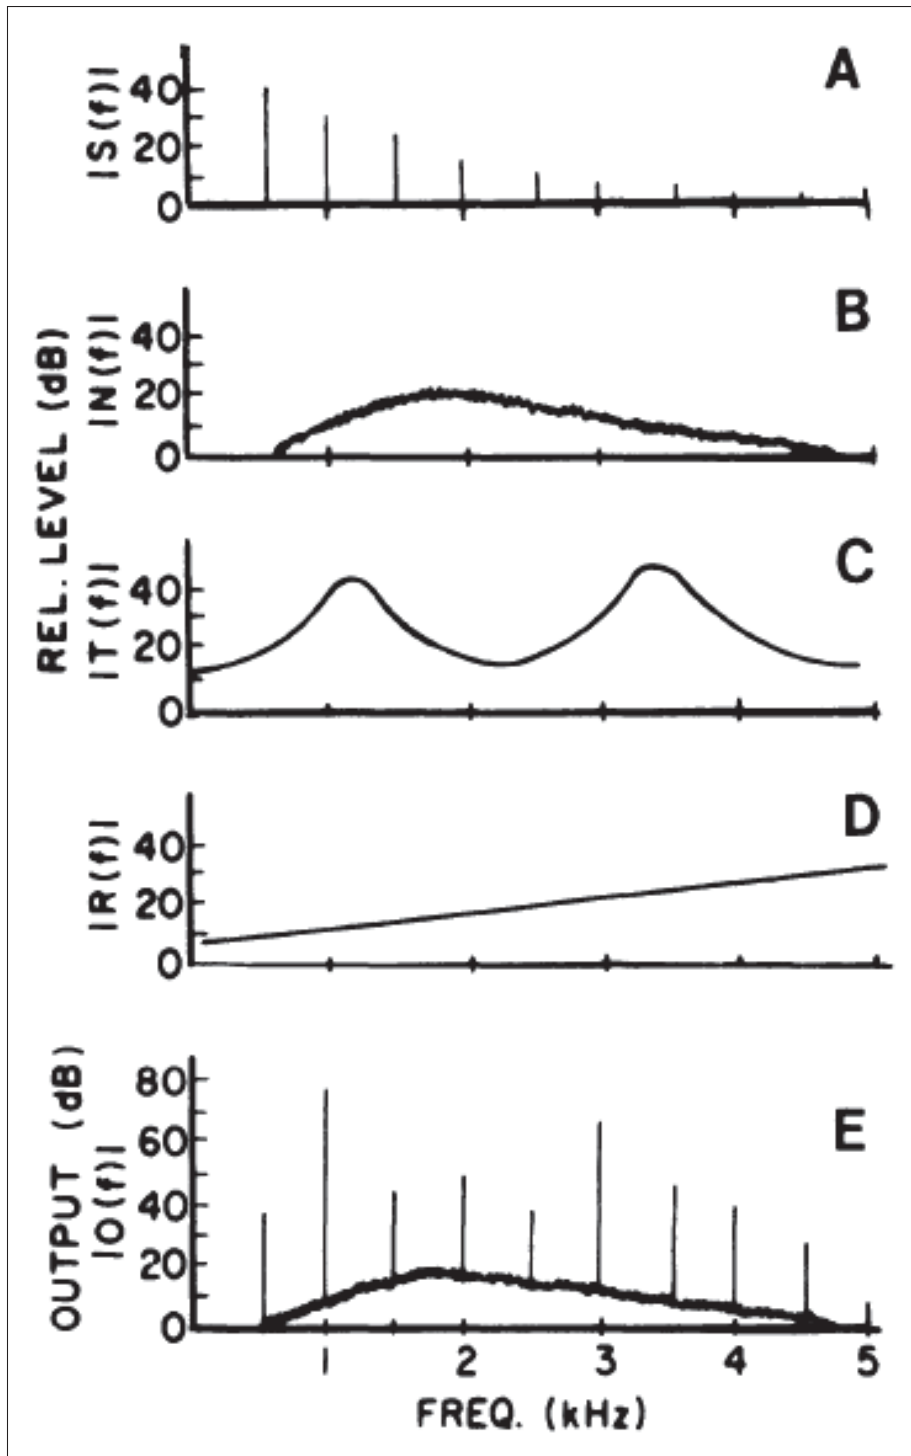 A
|S(f)|
40
20
0
B
REL. LEVEL (dB)
|N(f)|
40
20
0
C
|T(f)|
40
20
0
D
|R(f)|
40
20
0
E
OUTPUT (dB)
|O(f)|
80
60
40
20
0
1 2 3 4 5
FREQ. (kHz)